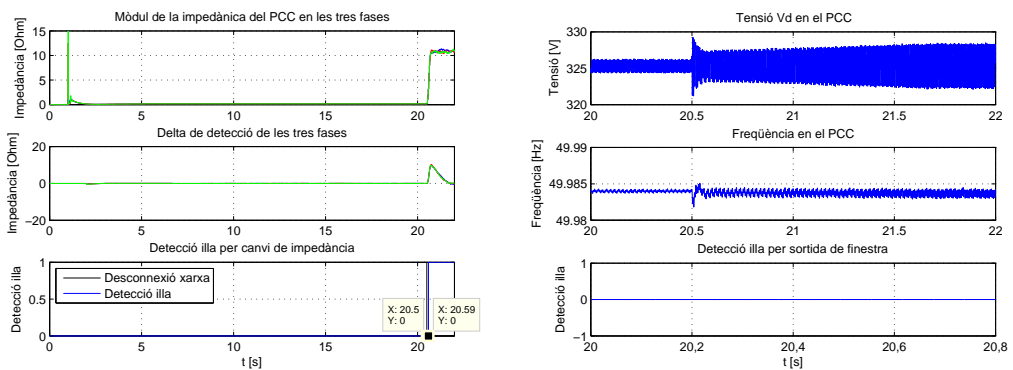 Mòdul de la impedànica del PCC en les tres fases
Impedància [Ohm]
15
10
5
0
0 5 10 15 20
Delta de detecció de les tres fases
Impedància [Ohm]
20
0
−20
0 5 10 15 20
Detecció illa per canvi de impedància
Detecció illa
1
0.5
0
Desconnexió xarxa
Detecció illa
X: 20.5
Y: 0
X: 20.59
Y: 0
0 5 10 15 20
t [s]
Tensió Vd en el PCC
Tensió [V]
330
325
320
20 20.5 21 21.5 22
Freqüència en el PCC
Freqüència [Hz]
49.99
49.985
49.98
20 20.5 21 21.5 22
Detecció illa per sortida de finestra
Detecció illa
1
0
−1
20 20,2 20,4 20,6 20,8
t [s]